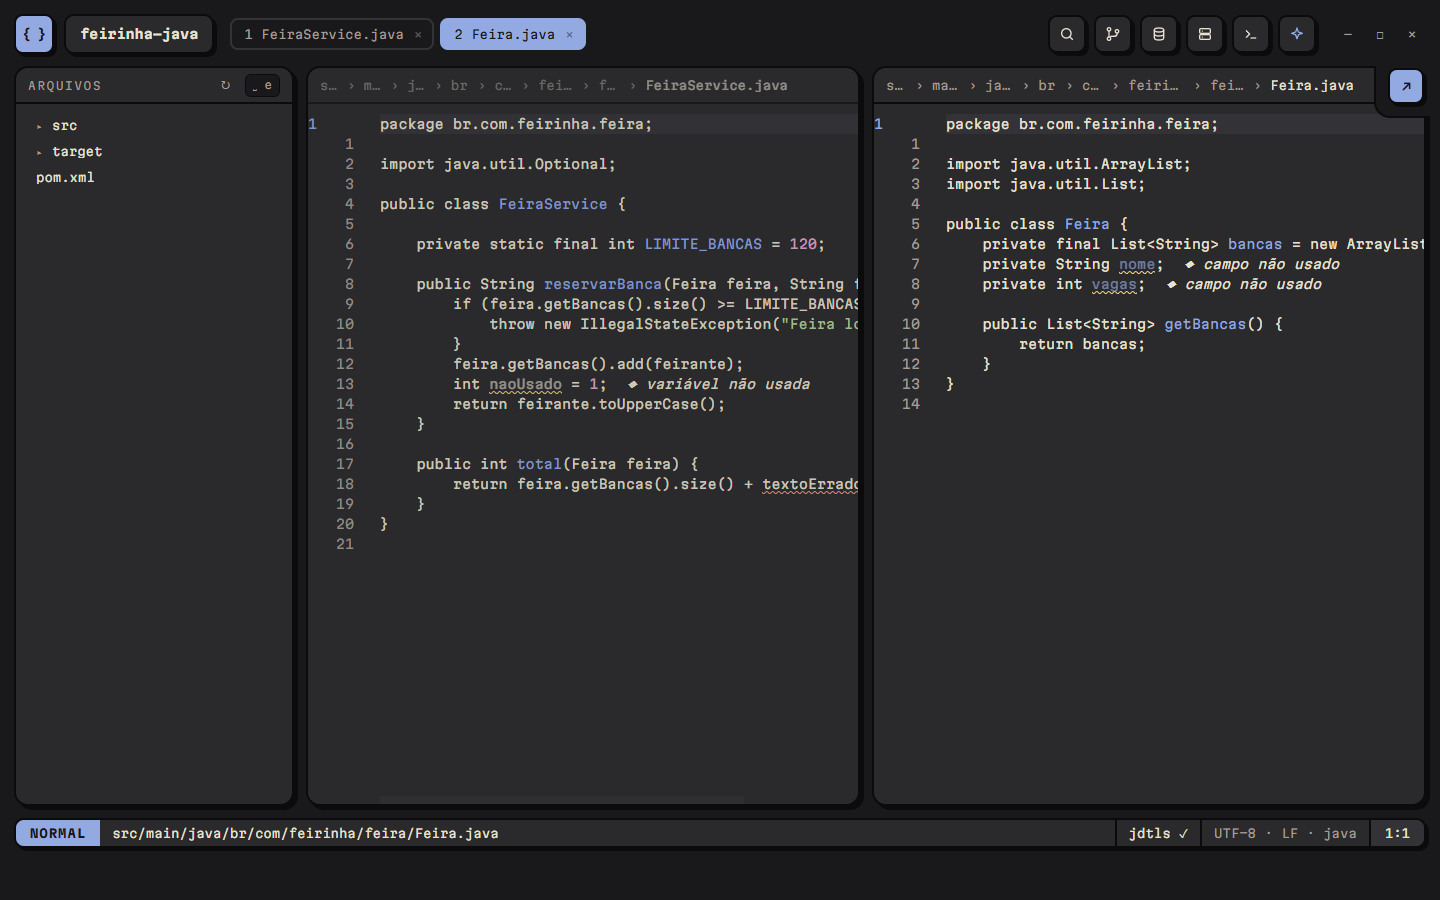 { } feirinha-java 1 FeiraService.java × 2 Feira.java ×
ARQUIVOS ↻ ⎵ e
▸ src
▸ target
pom.xml
s… › m… › j… › br › c… › fei… › f… › FeiraService.java
1 package br.com.feirinha.feira;
1
2 import java.util.Optional;
3
4 public class FeiraService {
5
6 private static final int LIMITE_BANCAS = 120;
7
8 public String reservarBanca(Feira feira, String f
9 if (feira.getBancas().size() >= LIMITE_BANCAS
10 throw new IllegalStateException("Feira lo
11 }
12 feira.getBancas().add(feirante);
13 int naoUsado = 1; ◆ variável não usada
14 return feirante.toUpperCase();
15 }
16
17 public int total(Feira feira) {
18 return feira.getBancas().size() + textoErrado
19 }
20 }
21
s… › ma… › ja… › br › c… › feiri… › fei… › Feira.java
1 package br.com.feirinha.feira;
1
2 import java.util.ArrayList;
3 import java.util.List;
4
5 public class Feira {
6 private final List<String> bancas = new ArrayList
7 private String nome; ◆ campo não usado
8 private int vagas; ◆ campo não usado
9
10 public List<String> getBancas() {
11 return bancas;
12 }
13 }
14
NORMAL src/main/java/br/com/feirinha/feira/Feira.java jdtls ✓ UTF-8 · LF · java 1:1